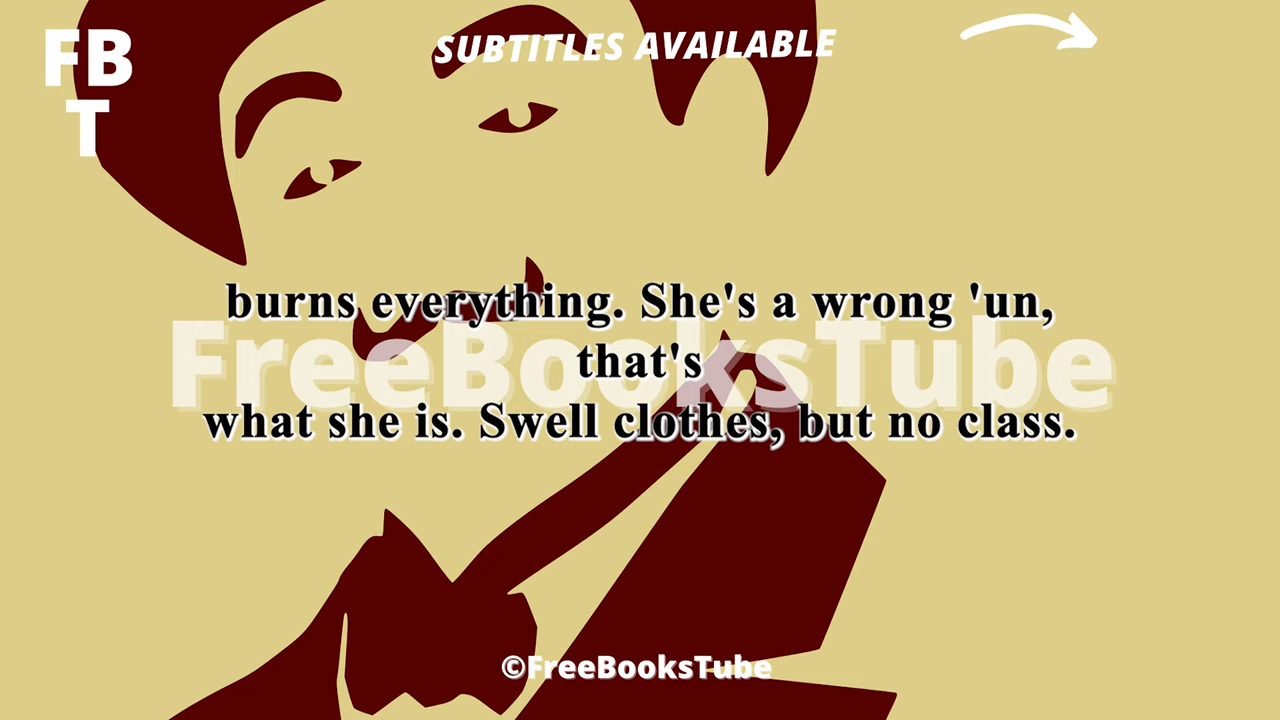 FB
T
SUBTITLES AVAILABLE
burns everything. She's a wrong 'un,
that's
what she is. Swell clothes, but no class.
FreeBooksTube
©FreeBooksTube